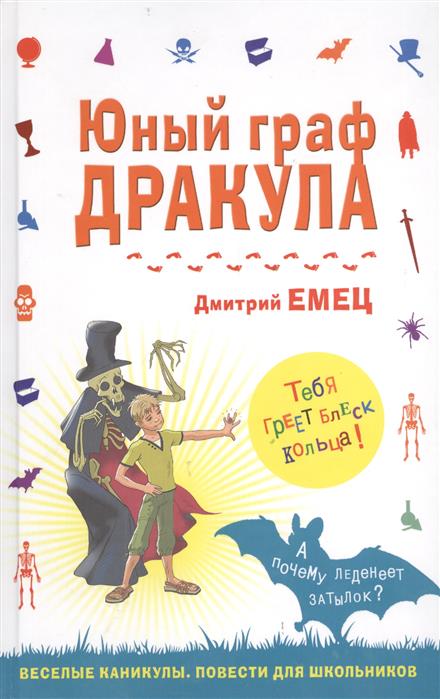 Юный граф
ДРАКУЛА
Дмитрий ЕМЕЦ
Тебя
греет блеск
кольца!
А
почему леденеет
затылок?
ВЕСЕЛЫЕ КАНИКУЛЫ. ПОВЕСТИ ДЛЯ ШКОЛЬНИКОВ